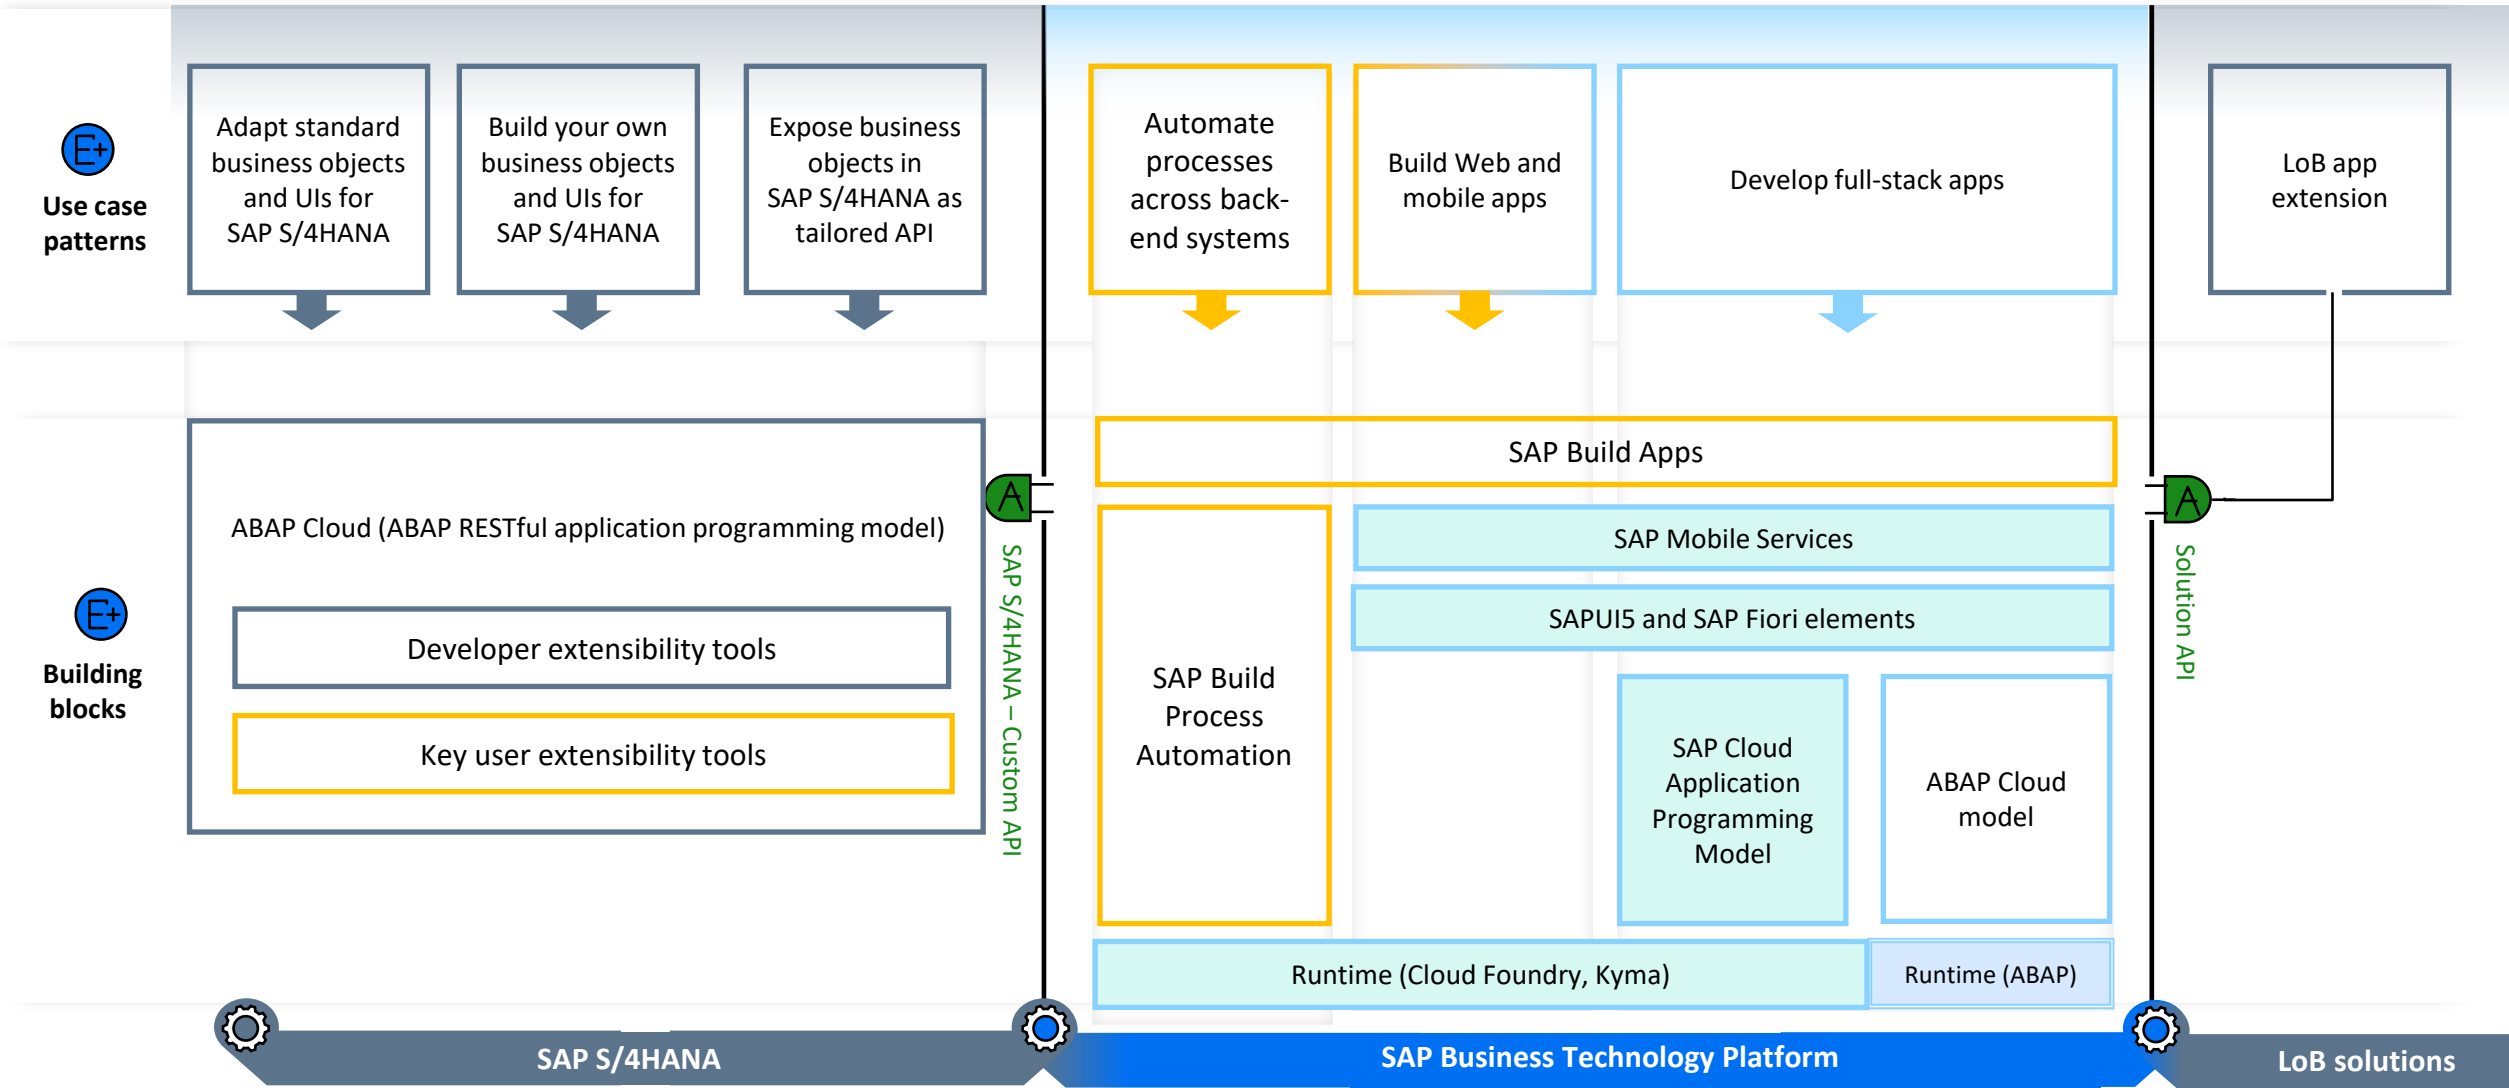 E+
Use case
patterns
Adapt standard
business objects
and UIs for
SAP S/4HANA
Build your own
business objects
and UIs for
SAP S/4HANA
Expose business
objects in
SAP S/4HANA as
tailored API
Automate
processes
across back-
end systems
Build Web and
mobile apps
Develop full-stack apps
LoB app
extension
E+
Building
blocks
ABAP Cloud (ABAP RESTful application programming model)
Developer extensibility tools
Key user extensibility tools
A
SAP S/4HANA – Custom API
SAP Build Apps
SAP Build
Process
Automation
SAP Mobile Services
SAPUI5 and SAP Fiori elements
SAP Cloud
Application
Programming
Model
ABAP Cloud
model
Runtime (Cloud Foundry, Kyma)
Runtime (ABAP)
A
Solution API
SAP S/4HANA
SAP Business Technology Platform
LoB solutions